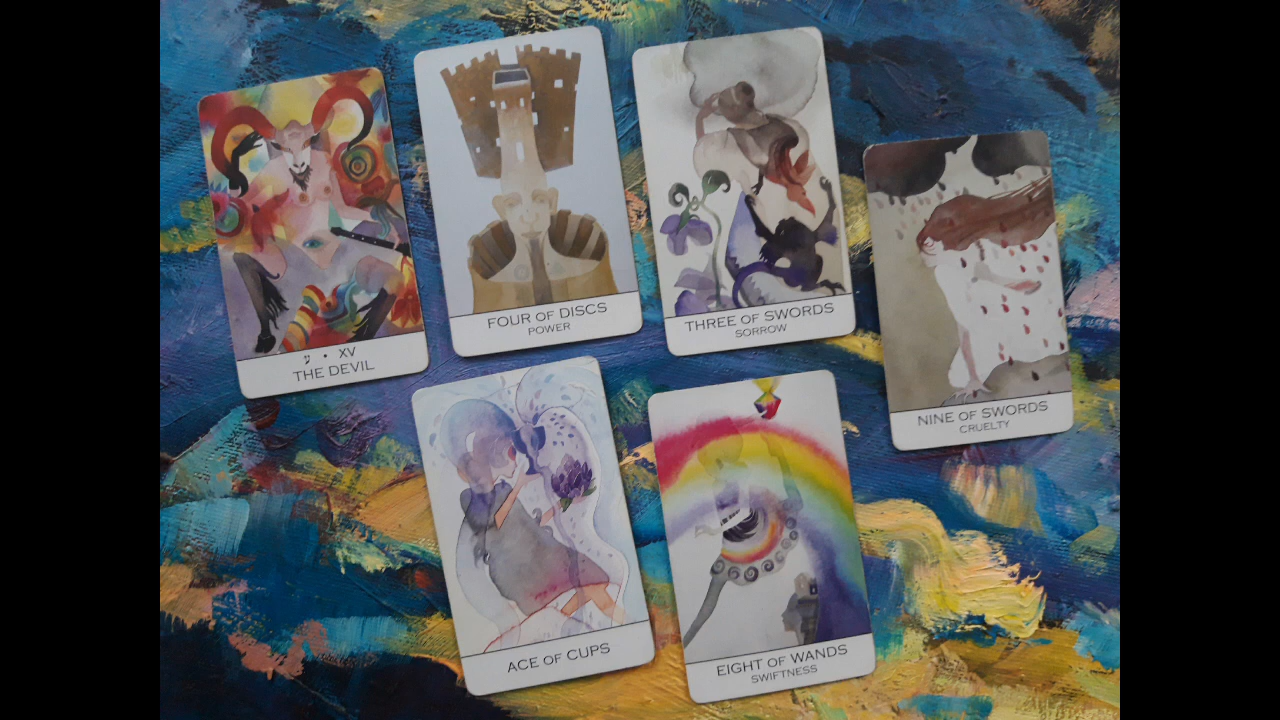 ע • XV
THE DEVIL
FOUR OF DISCS
POWER
THREE OF SWORDS
SORROW
NINE OF SWORDS
CRUELTY
ACE OF CUPS
EIGHT OF WANDS
SWIFTNESS